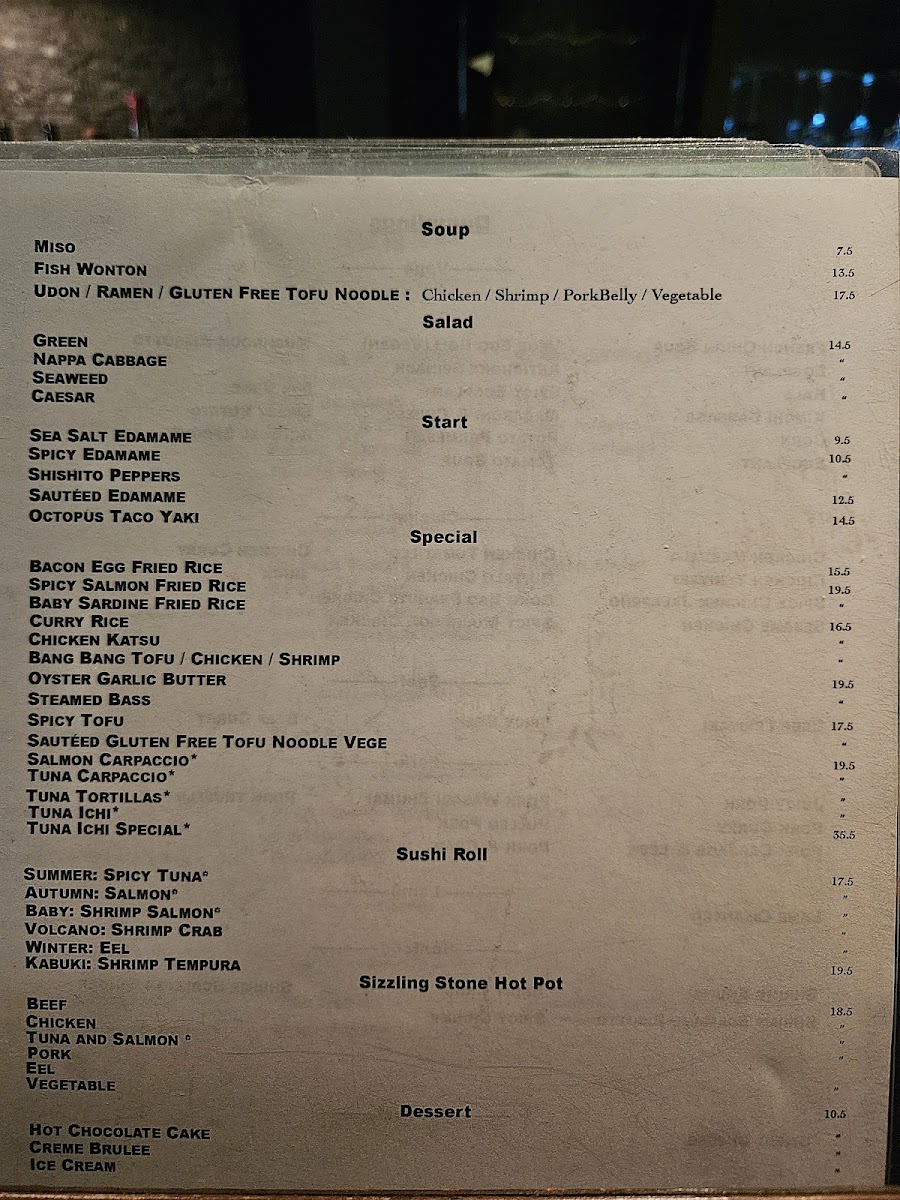 Soup
Miso 7.5
Fish Wonton 13.5
Udon / Ramen / Gluten Free Tofu Noodle : Chicken / Shrimp / PorkBelly / Vegetable 17.5
Salad
Green 14.5
Nappa Cabbage "
Seaweed "
Caesar "
Start
Sea Salt Edamame 9.5
Spicy Edamame 10.5
Shishito Peppers "
Sautéed Edamame 12.5
Octopus Taco Yaki 14.5
Special
Bacon Egg Fried Rice 15.5
Spicy Salmon Fried Rice 19.5
Baby Sardine Fried Rice "
Curry Rice 16.5
Chicken Katsu "
Bang Bang Tofu / Chicken / Shrimp "
Oyster Garlic Butter 19.5
Steamed Bass "
Spicy Tofu 17.5
Sautéed Gluten Free Tofu Noodle Vege "
Salmon Carpaccio* 19.5
Tuna Carpaccio* "
Tuna Tortillas* "
Tuna Ichi* "
Tuna Ichi Special* 35.5
Sushi Roll
Summer: Spicy Tuna* 17.5
Autumn: Salmon* "
Baby: Shrimp Salmon* "
Volcano: Shrimp Crab "
Winter: Eel "
Kabuki: Shrimp Tempura 19.5
Sizzling Stone Hot Pot
Beef 18.5
Chicken "
Tuna and Salmon * "
Pork "
Eel
Vegetable "
Dessert 10.5
Hot Chocolate Cake "
Creme Brulee "
Ice Cream "